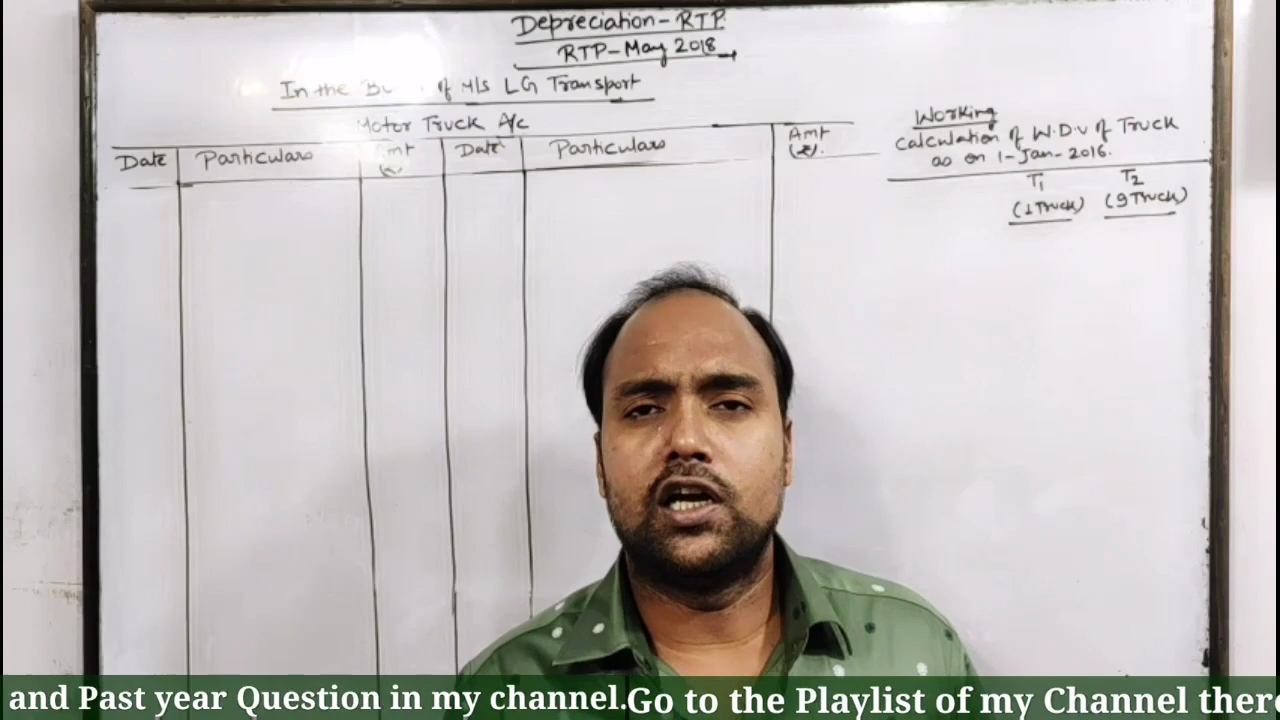 Depreciation - RTP
RTP - May 2018
In the of M/s LG Transport
Motor Truck A/c
Date Particulars Amt Date Particulars Amt (₹).
Working
Calculation of W.D.V of Truck
as on 1-Jan-2016.
T1 T2
(1 Truck) (9 Truck)
and Past year Question in my channel. Go to the Playlist of my Channel there